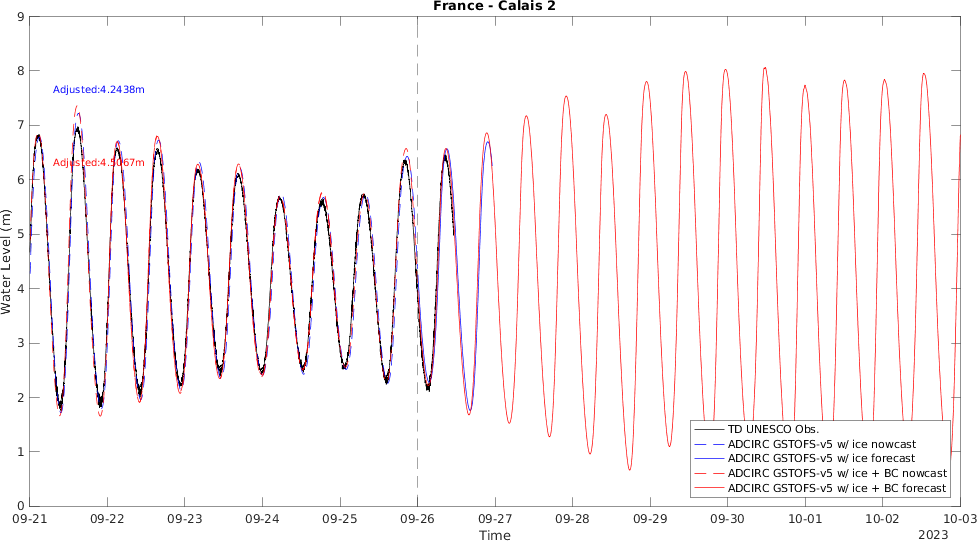 France - Calais 2
9
8
7
6
5
4
3
2
1
0
Water Level (m)
Adjusted:4.2438m
Adjusted:4.5067m
TD UNESCO Obs.
ADCIRC GSTOFS-v5 w/ ice nowcast
ADCIRC GSTOFS-v5 w/ ice forecast
ADCIRC GSTOFS-v5 w/ ice + BC nowcast
ADCIRC GSTOFS-v5 w/ ice + BC forecast
09-21 09-22 09-23 09-24 09-25 09-26 09-27 09-28 09-29 09-30 10-01 10-02 10-03
Time
2023